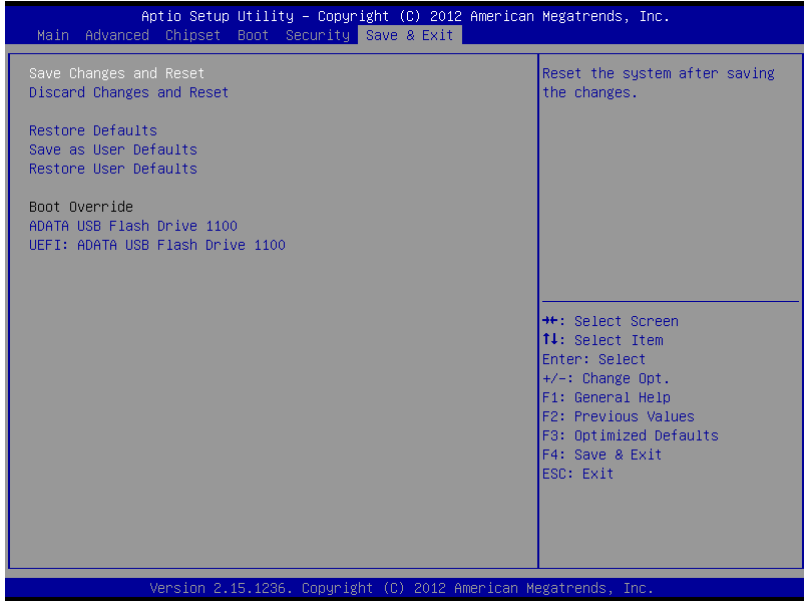 Aptio Setup Utility – Copyright (C) 2012 American Megatrends, Inc.
Main Advanced Chipset Boot Security Save & Exit
Save Changes and Reset
Discard Changes and Reset
Restore Defaults
Save as User Defaults
Restore User Defaults
Boot Override
ADATA USB Flash Drive 1100
UEFI: ADATA USB Flash Drive 1100
Reset the system after saving
the changes.
→←: Select Screen
↑↓: Select Item
Enter: Select
+/-: Change Opt.
F1: General Help
F2: Previous Values
F3: Optimized Defaults
F4: Save & Exit
ESC: Exit
Version 2.15.1236. Copyright (C) 2012 American Megatrends, Inc.